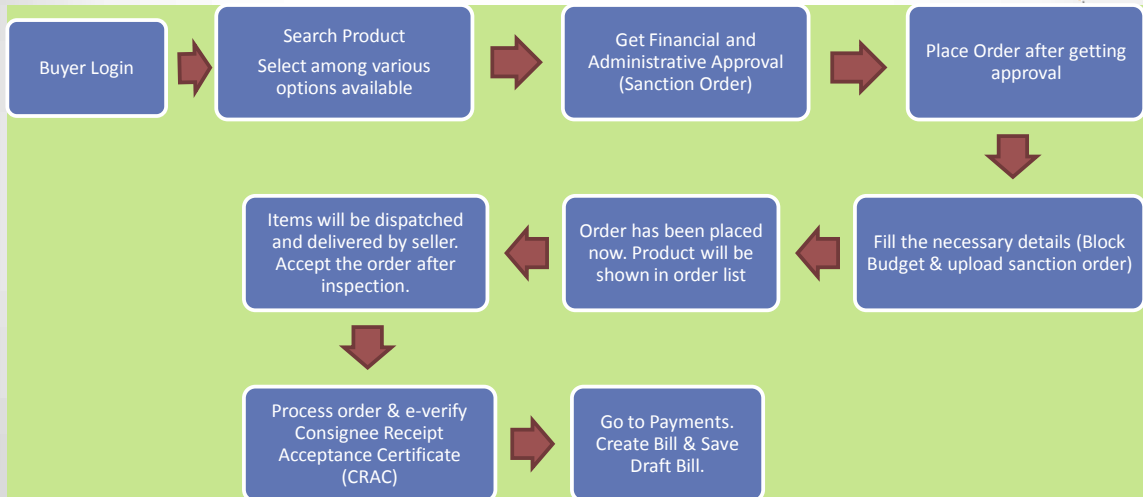 Buyer Login
Search Product
Select among various
options available
Get Financial and
Administrative Approval
(Sanction Order)
Place Order after getting
approval
Fill the necessary details (Block
Budget & upload sanction order)
Order has been placed
now. Product will be
shown in order list
Items will be dispatched
and delivered by seller.
Accept the order after
inspection.
Process order & e-verify
Consignee Receipt
Acceptance Certificate
(CRAC)
Go to Payments.
Create Bill & Save
Draft Bill.